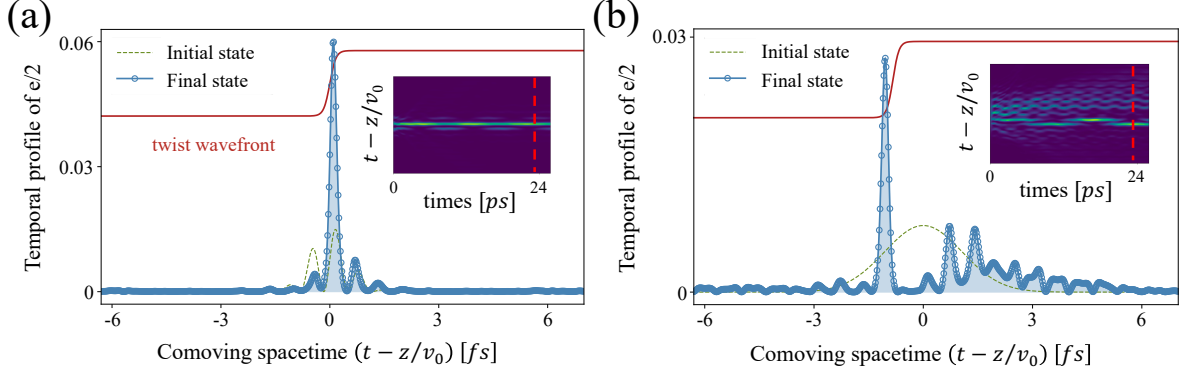 (a)
Temporal profile of e/2
0.06
0.03
0
Initial state
Final state
twist wavefront
t − z/v₀
0
24
times [ps]
-6
-3
0
3
6
Comoving spacetime (t − z/v₀) [fs]
(b)
Temporal profile of e/2
0.03
0
Initial state
Final state
t − z/v₀
0
24
times [ps]
-6
-3
0
3
6
Comoving spacetime (t − z/v₀) [fs]